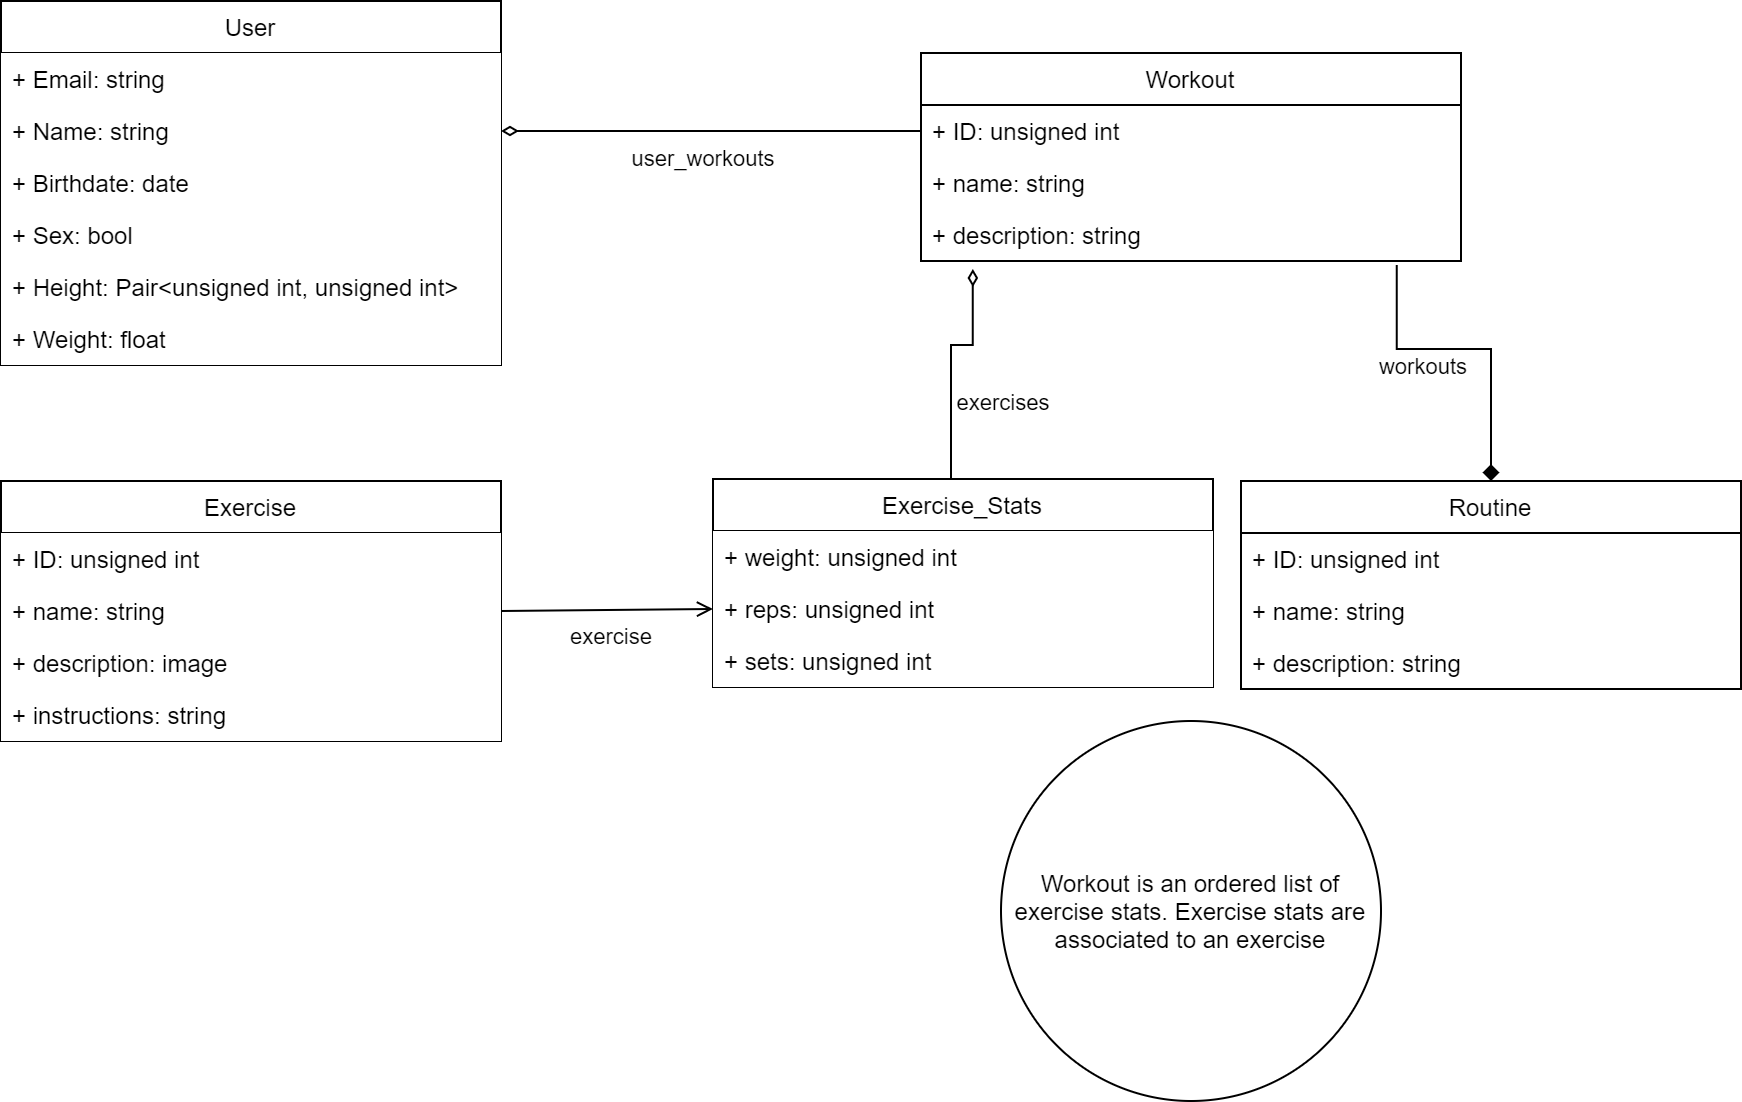 User
+ Email: string
+ Name: string
+ Birthdate: date
+ Sex: bool
+ Height: Pair<unsigned int, unsigned int>
+ Weight: float
user_workouts
Workout
+ ID: unsigned int
+ name: string
+ description: string
exercises
workouts
Exercise
+ ID: unsigned int
+ name: string
+ description: image
+ instructions: string
exercise
Exercise_Stats
+ weight: unsigned int
+ reps: unsigned int
+ sets: unsigned int
Routine
+ ID: unsigned int
+ name: string
+ description: string
Workout is an ordered list of
exercise stats. Exercise stats are
associated to an exercise